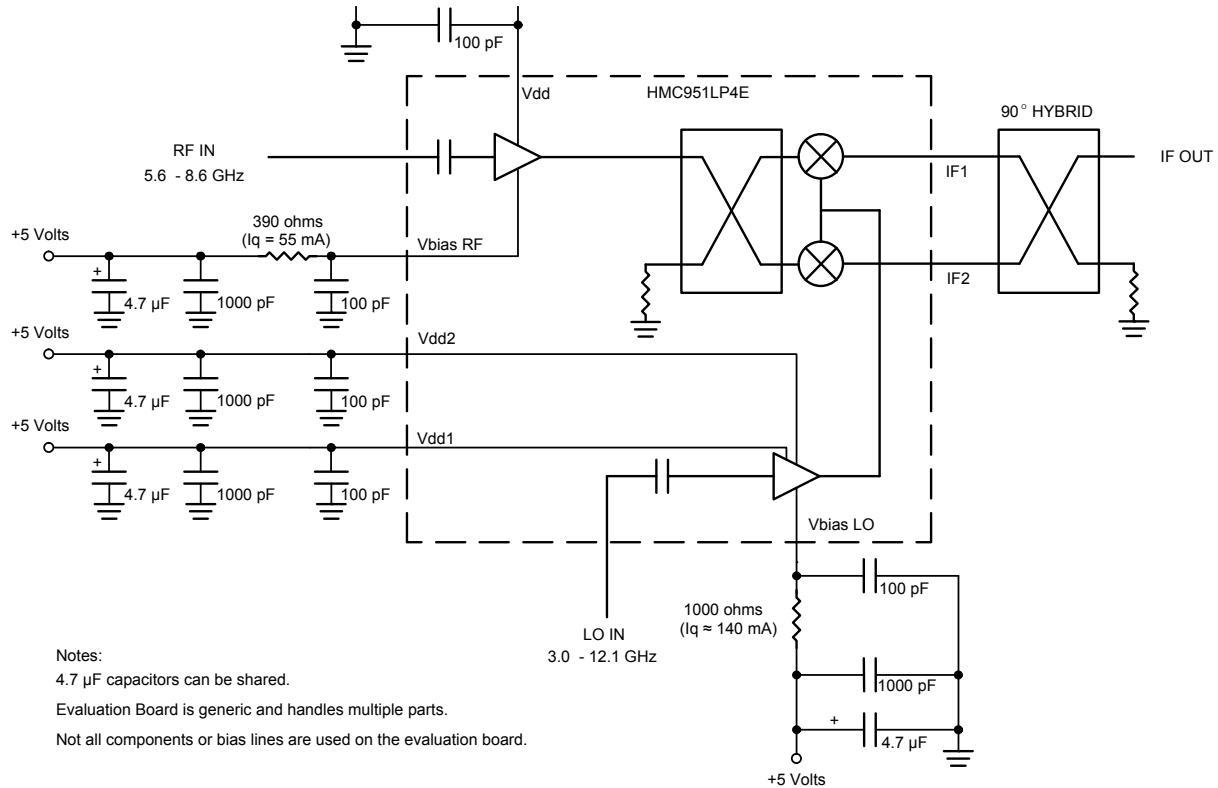 100 pF
Vdd
HMC951LP4E
90° HYBRID
RF IN
5.6 - 8.6 GHz
IF1
IF OUT
390 ohms
(Iq = 55 mA)
+5 Volts
Vbias RF
+
4.7 µF
1000 pF
100 pF
IF2
+5 Volts
Vdd2
+
4.7 µF
1000 pF
100 pF
+5 Volts
Vdd1
+
4.7 µF
1000 pF
100 pF
Vbias LO
100 pF
1000 ohms
(Iq ≈ 140 mA)
LO IN
3.0 - 12.1 GHz
1000 pF
+
4.7 µF
+5 Volts
Notes:
4.7 µF capacitors can be shared.
Evaluation Board is generic and handles multiple parts.
Not all components or bias lines are used on the evaluation board.